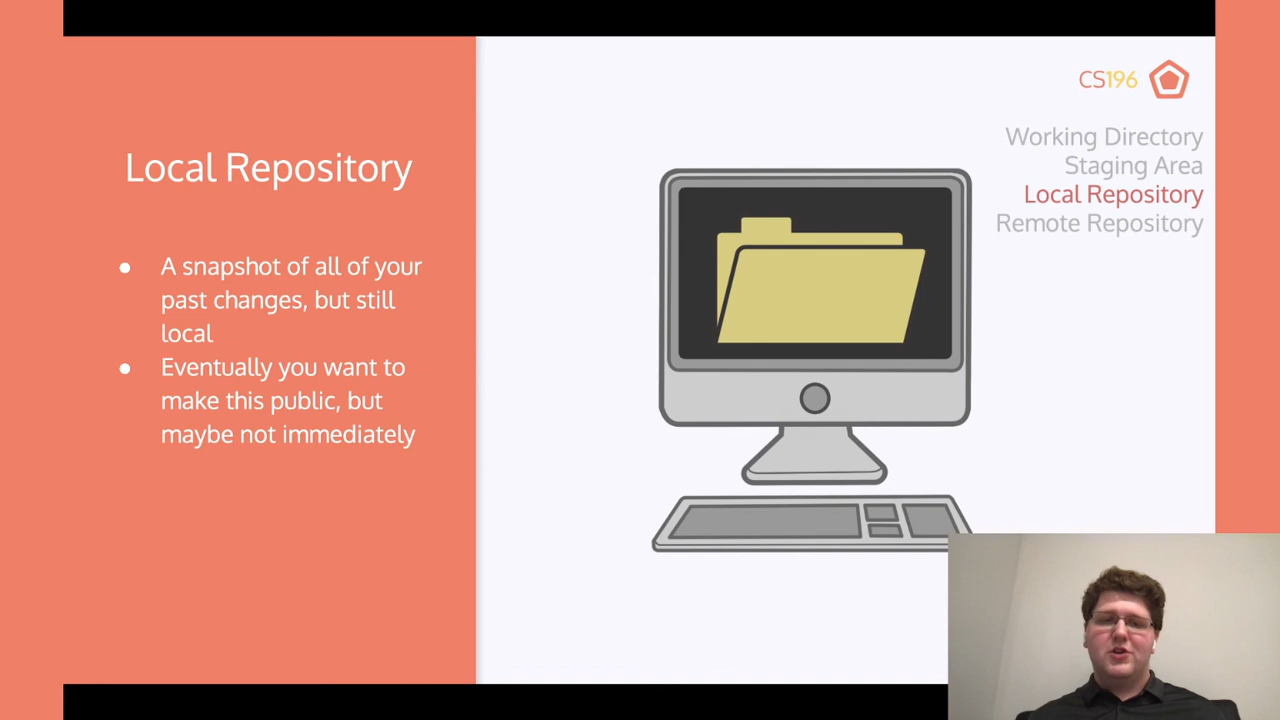 CS196
Working Directory
Staging Area
Local Repository
Remote Repository
Local Repository
● A snapshot of all of your
past changes, but still
local
● Eventually you want to
make this public, but
maybe not immediately